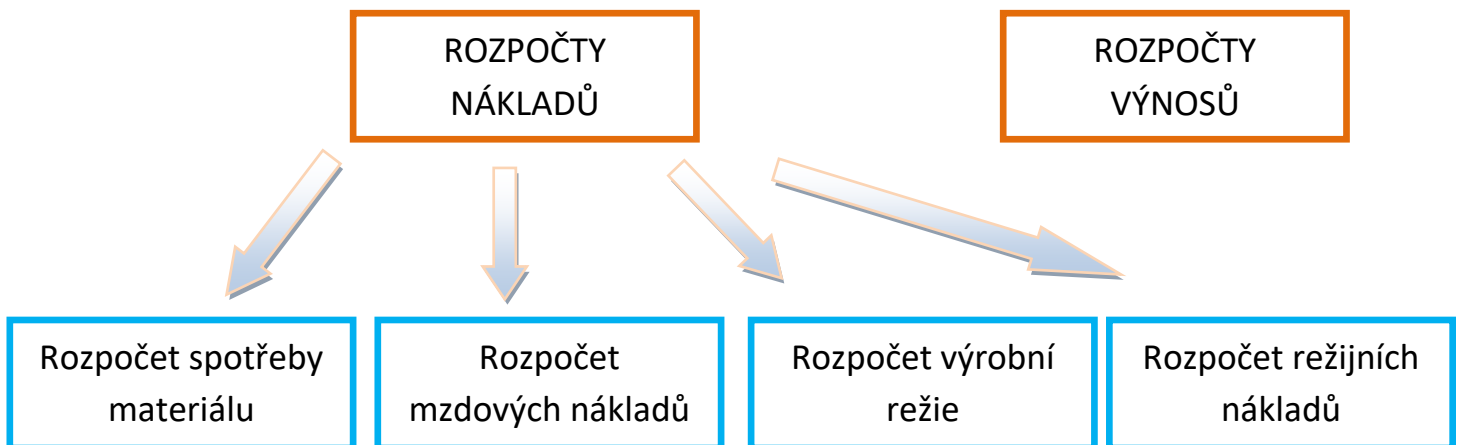 ROZPOČTY
NÁKLADŮ
ROZPOČTY
VÝNOSŮ
Rozpočet spotřeby
materiálu
Rozpočet
mzdových nákladů
Rozpočet výrobní
režie
Rozpočet režijních
nákladů